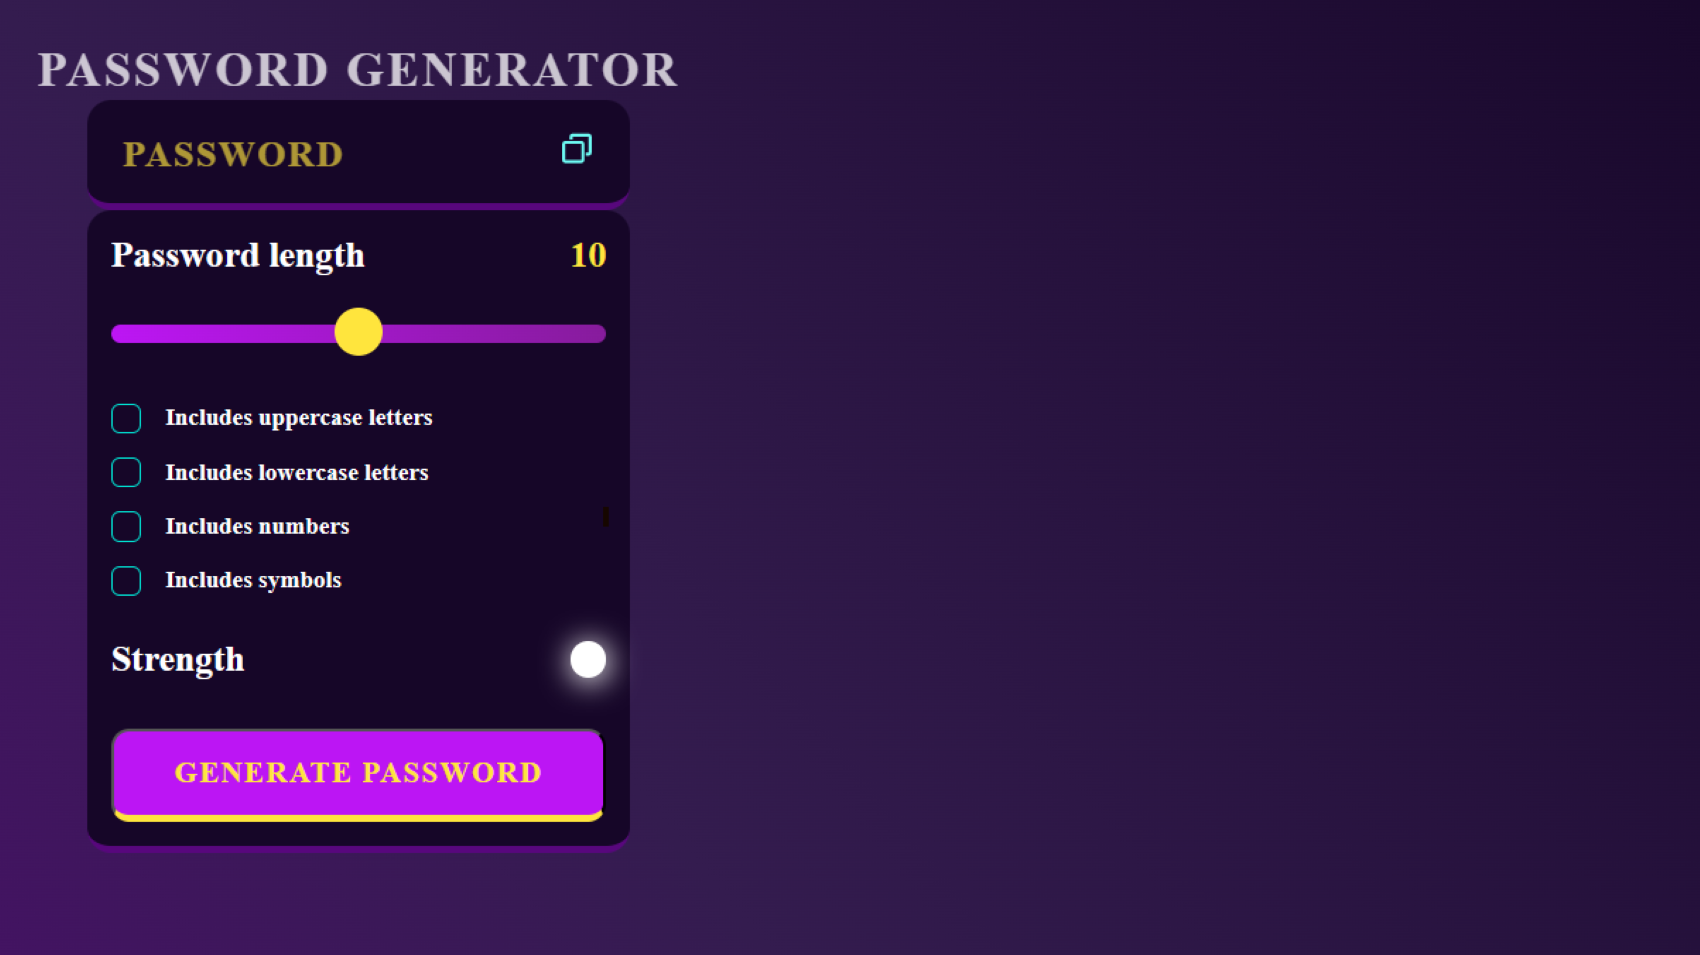 PASSWORD GENERATOR
PASSWORD
Password length 10
Includes uppercase letters
Includes lowercase letters
Includes numbers
Includes symbols
Strength
GENERATE PASSWORD